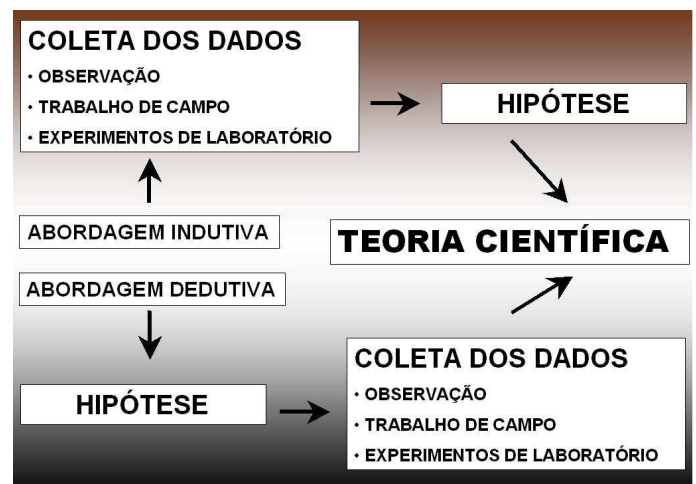 COLETA DOS DADOS
• OBSERVAÇÃO
• TRABALHO DE CAMPO
• EXPERIMENTOS DE LABORATÓRIO
HIPÓTESE
ABORDAGEM INDUTIVA
TEORIA CIENTÍFICA
ABORDAGEM DEDUTIVA
HIPÓTESE
COLETA DOS DADOS
• OBSERVAÇÃO
• TRABALHO DE CAMPO
• EXPERIMENTOS DE LABORATÓRIO